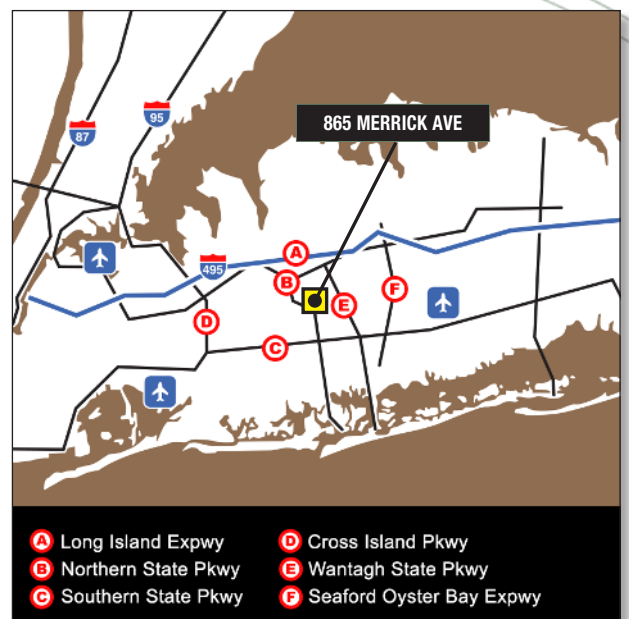 95
87
865 MERRICK AVE
A
495
B
F
E
D
C
A Long Island Expwy
B Northern State Pkwy
C Southern State Pkwy
D Cross Island Pkwy
E Wantagh State Pkwy
F Seaford Oyster Bay Expwy